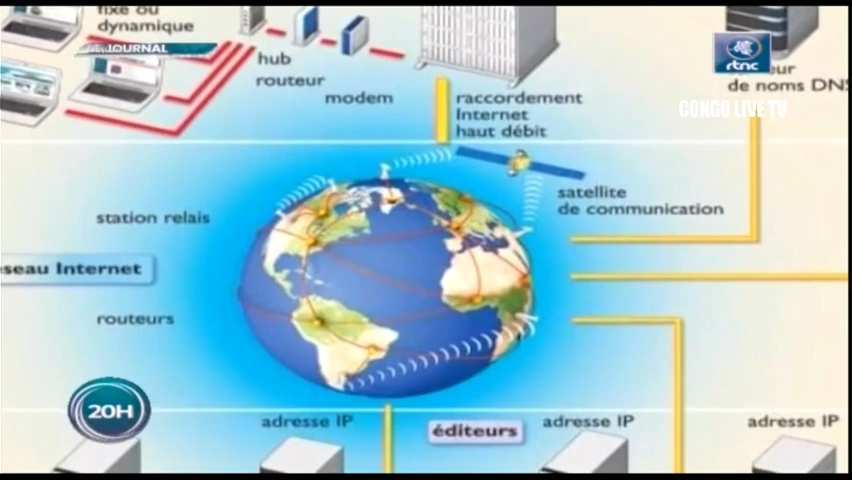 fixe ou
dynamique
LE JOURNAL
hub
routeur
modem
raccordement
Internet
haut débit
rtnc
de noms DNS
CONGO LIVE TV
station relais
satellite
de communication
seau Internet
routeurs
20H
adresse IP
éditeurs
adresse IP
adresse IP